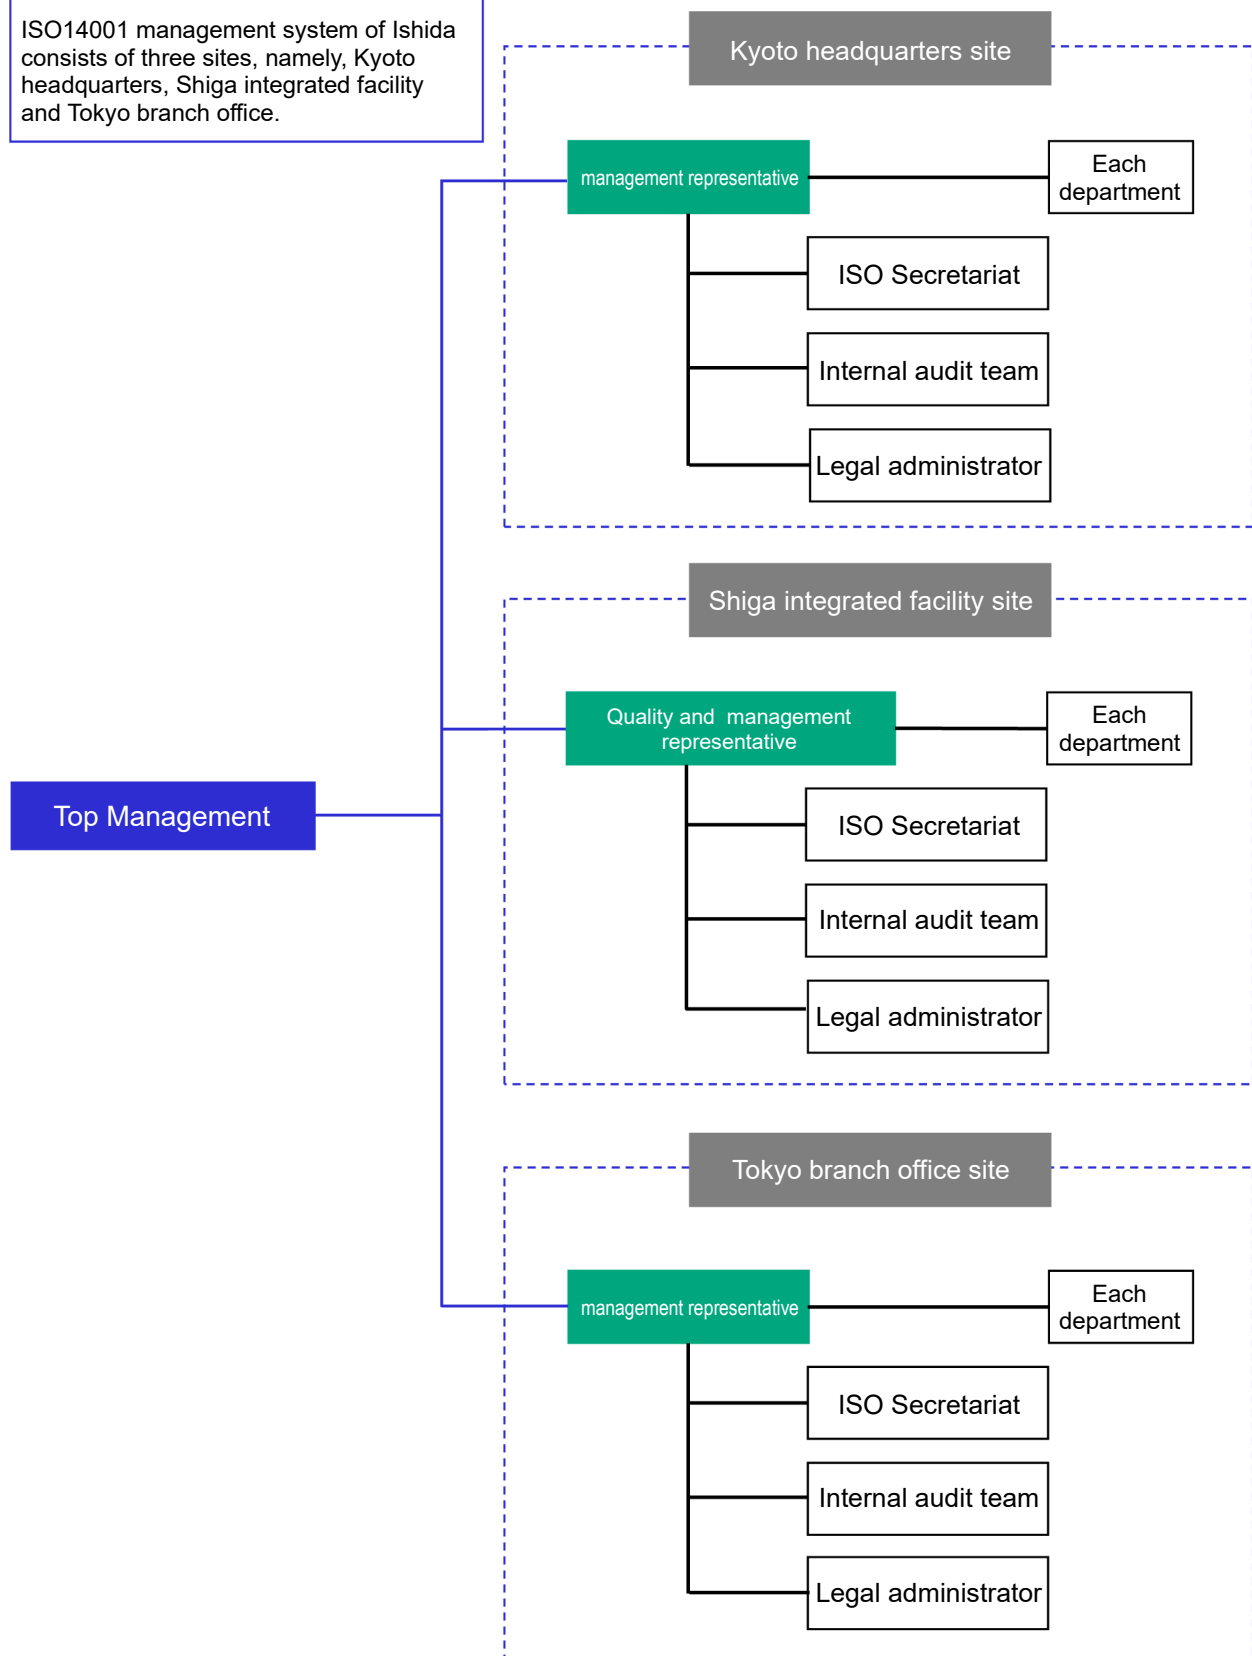 ISO14001 management system of Ishida
consists of three sites, namely, Kyoto
headquarters, Shiga integrated facility
and Tokyo branch office.
Kyoto headquarters site
management representative
Each
department
ISO Secretariat
Internal audit team
Legal administrator
Shiga integrated facility site
Quality and management
representative
Each
department
ISO Secretariat
Internal audit team
Legal administrator
Top Management
Tokyo branch office site
management representative
Each
department
ISO Secretariat
Internal audit team
Legal administrator